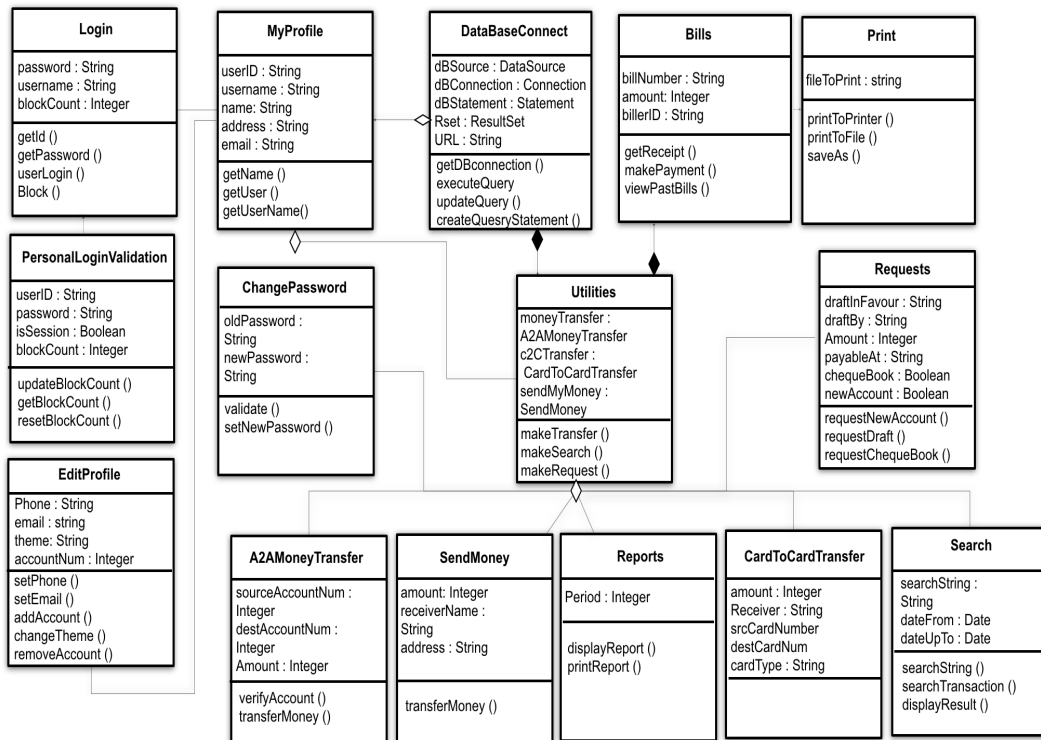 Login
password : String
username : String
blockCount : Integer
getId ()
getPassword ()
userLogin ()
Block ()
MyProfile
userID : String
username : String
name: String
address : String
email : String
getName ()
getUser ()
getUserName()
DataBaseConnect
dBSource : DataSource
dBConnection : Connection
dBStatement : Statement
Rset : ResultSet
URL : String
getDBconnection ()
executeQuery
updateQuery ()
createQuesryStatement ()
Bills
billNumber : String
amount: Integer
billerID : String
getReceipt ()
makePayment ()
viewPastBills ()
Print
fileToPrint : string
printToPrinter ()
printToFile ()
saveAs ()
PersonalLoginValidation
userID : String
password : String
isSession : Boolean
blockCount : Integer
updateBlockCount ()
getBlockCount ()
resetBlockCount ()
ChangePassword
oldPassword :
String
newPassword :
String
validate ()
setNewPassword ()
Utilities
moneyTransfer :
A2AMoneyTransfer
c2CTransfer :
CardToCardTransfer
sendMyMoney :
SendMoney
makeTransfer ()
makeSearch ()
makeRequest ()
Requests
draftInFavour : String
draftBy : String
Amount : Integer
payableAt : String
chequeBook : Boolean
newAccount : Boolean
requestNewAccount ()
requestDraft ()
requestChequeBook ()
EditProfile
Phone : String
email : string
theme: String
accountNum : Integer
setPhone ()
setEmail ()
addAccount ()
changeTheme ()
removeAccount ()
A2AMoneyTransfer
sourceAccountNum :
Integer
destAccountNum :
Integer
Amount : Integer
verifyAccount ()
transferMoney ()
SendMoney
amount: Integer
receiverName :
String
address : String
transferMoney ()
Reports
Period : Integer
displayReport ()
printReport ()
CardToCardTransfer
amount : Integer
Receiver : String
srcCardNumber
destCardNum
cardType : String
Search
searchString :
String
dateFrom : Date
dateUpTo : Date
searchString ()
searchTransaction ()
displayResult ()